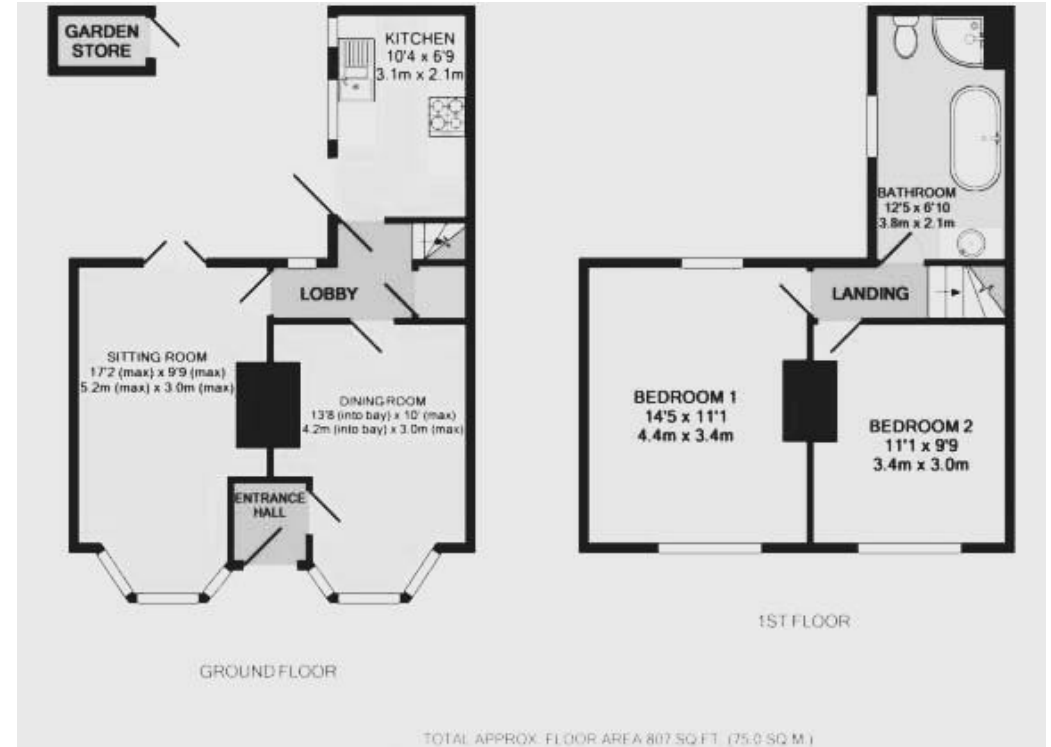 GARDEN
STORE
KITCHEN
10'4 x 6'9
3.1m x 2.1m
LOBBY
SITTING ROOM
17'2 (max) x 9'9 (max)
5.2m (max) x 3.0m (max)
DINING ROOM
13'8 (into bay) x 10' (max)
4.2m (into bay) x 3.0m (max)
ENTRANCE
HALL
GROUND FLOOR
BATHROOM
12'5 x 6'10
3.8m x 2.1m
LANDING
BEDROOM 1
14'5 x 11'1
4.4m x 3.4m
BEDROOM 2
11'1 x 9'9
3.4m x 3.0m
1ST FLOOR
TOTAL APPROX. FLOOR AREA 807 SQ.FT. (75.0 SQ.M.)